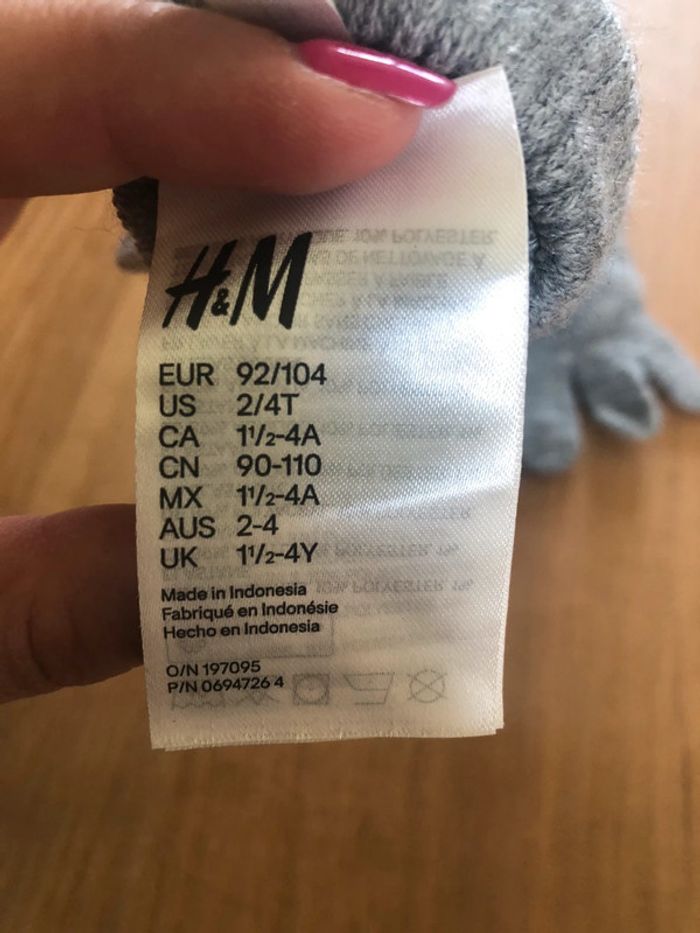 H&M
EUR 92/104
US 2/4T
CA 1½-4A
CN 90-110
MX 1½-4A
AUS 2-4
UK 1½-4Y
Made in Indonesia
Fabriqué en Indonésie
Hecho en Indonesia
O/N 197095
P/N 0694726 4